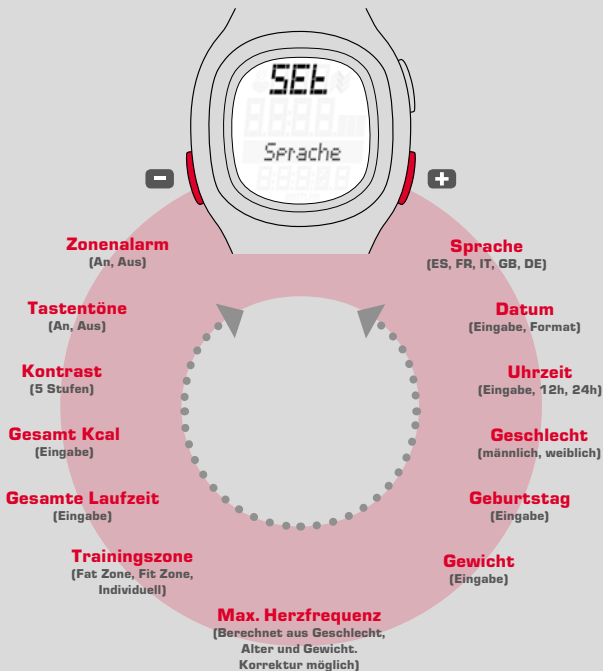 SEt
Sprache
-
+
Sprache
(ES, FR, IT, GB, DE)
Datum
(Eingabe, Format)
Uhrzeit
(Eingabe, 12h, 24h)
Geschlecht
(männlich, weiblich)
Geburtstag
(Eingabe)
Gewicht
(Eingabe)
Max. Herzfrequenz
(Berechnet aus Geschlecht,
Alter und Gewicht.
Korrektur möglich)
Trainingszone
(Fat Zone, Fit Zone,
Individuell)
Gesamte Laufzeit
(Eingabe)
Gesamt Kcal
(Eingabe)
Kontrast
(5 Stufen)
Tastentöne
(An, Aus)
Zonenalarm
(An, Aus)